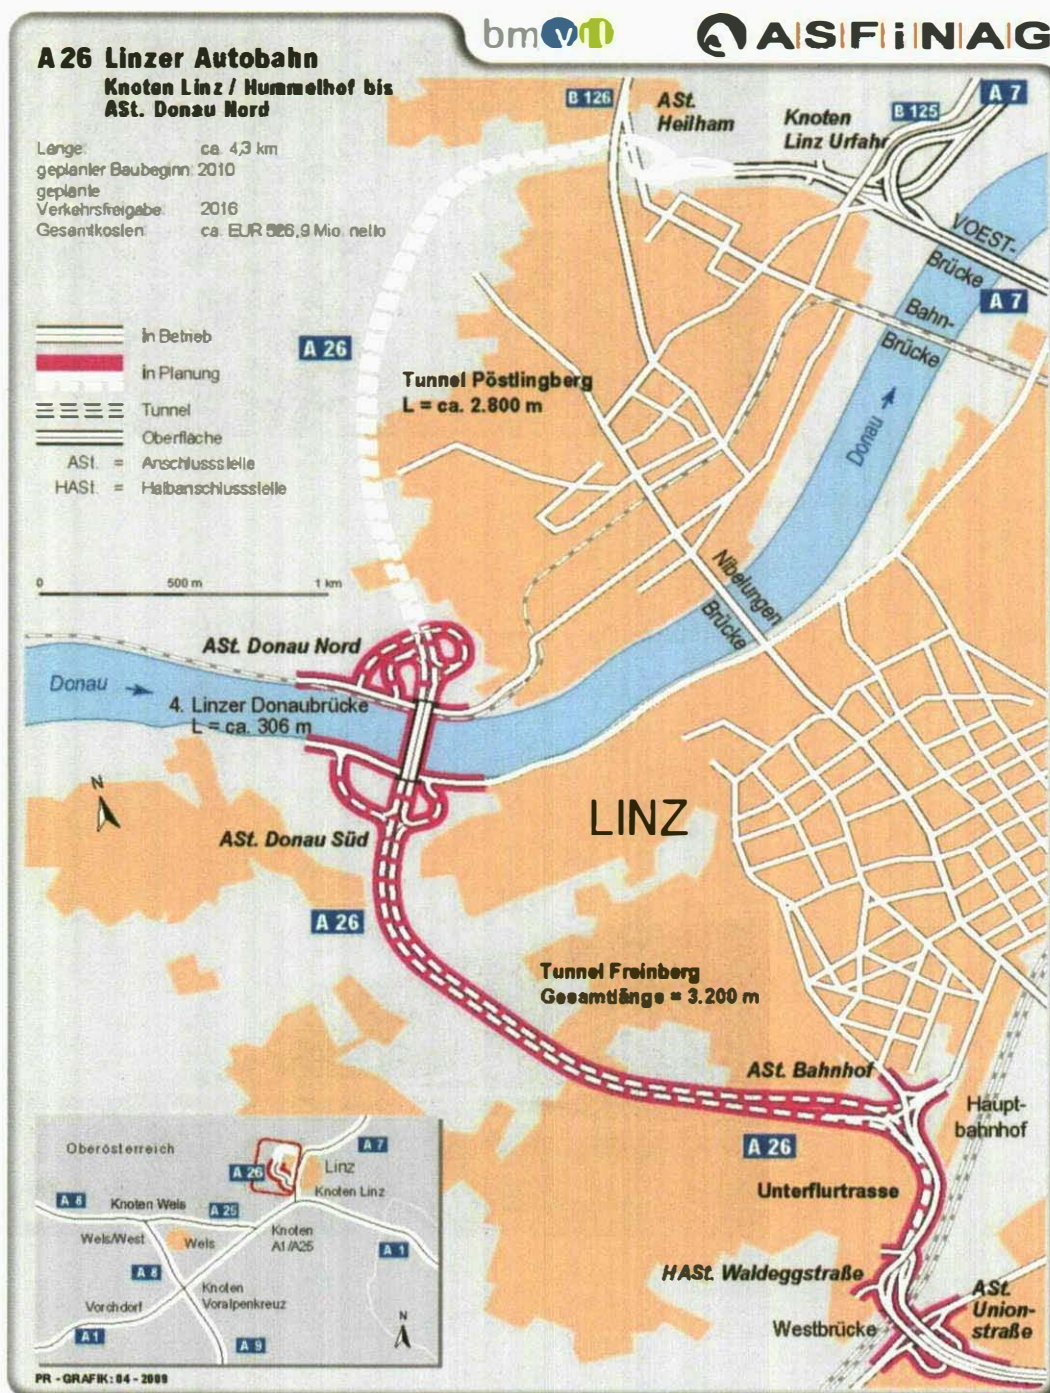 bmvit
ASFiNAG
A 26 Linzer Autobahn
Knoten Linz / Hummelhof bis
ASt. Donau Nord
Länge: ca. 4,3 km
geplanter Baubeginn: 2010
geplante
Verkehrsfreigabe: 2016
Gesamtkosten: ca. EUR 526,9 Mio. netto
in Betrieb
in Planung
Tunnel
Oberfläche
ASt. = Anschlussstelle
HASt. = Halbanschlussstelle
0 500 m 1 km
B 126
ASt.
Heilham
Knoten
Linz Urfahr
B 125
A 7
VOEST-
Brücke
A 7
Bahn-
Brücke
A 26
Tunnel Pöstlingberg
L = ca. 2.800 m
Donau
Nibelungen
Brücke
ASt. Donau Nord
Donau
4. Linzer Donaubrücke
L = ca. 306 m
N
ASt. Donau Süd
LINZ
A 26
Tunnel Freinberg
Gesamtlänge = 3.200 m
ASt. Bahnhof
Haupt-
bahnhof
A 26
Unterflurtrasse
HASt. Waldeggstraße
ASt.
Union-
straße
Westbrücke
Oberösterreich
A 7
A 26
Linz
Knoten Linz
A 8
Knoten Wels
A 25
Wels/West
Wels
Knoten
A1/A25
A 1
A 8
Knoten
Voralpenkreuz
Vorchdorf
A 1
A 9
N
PR - GRAFIK: 04 - 2009